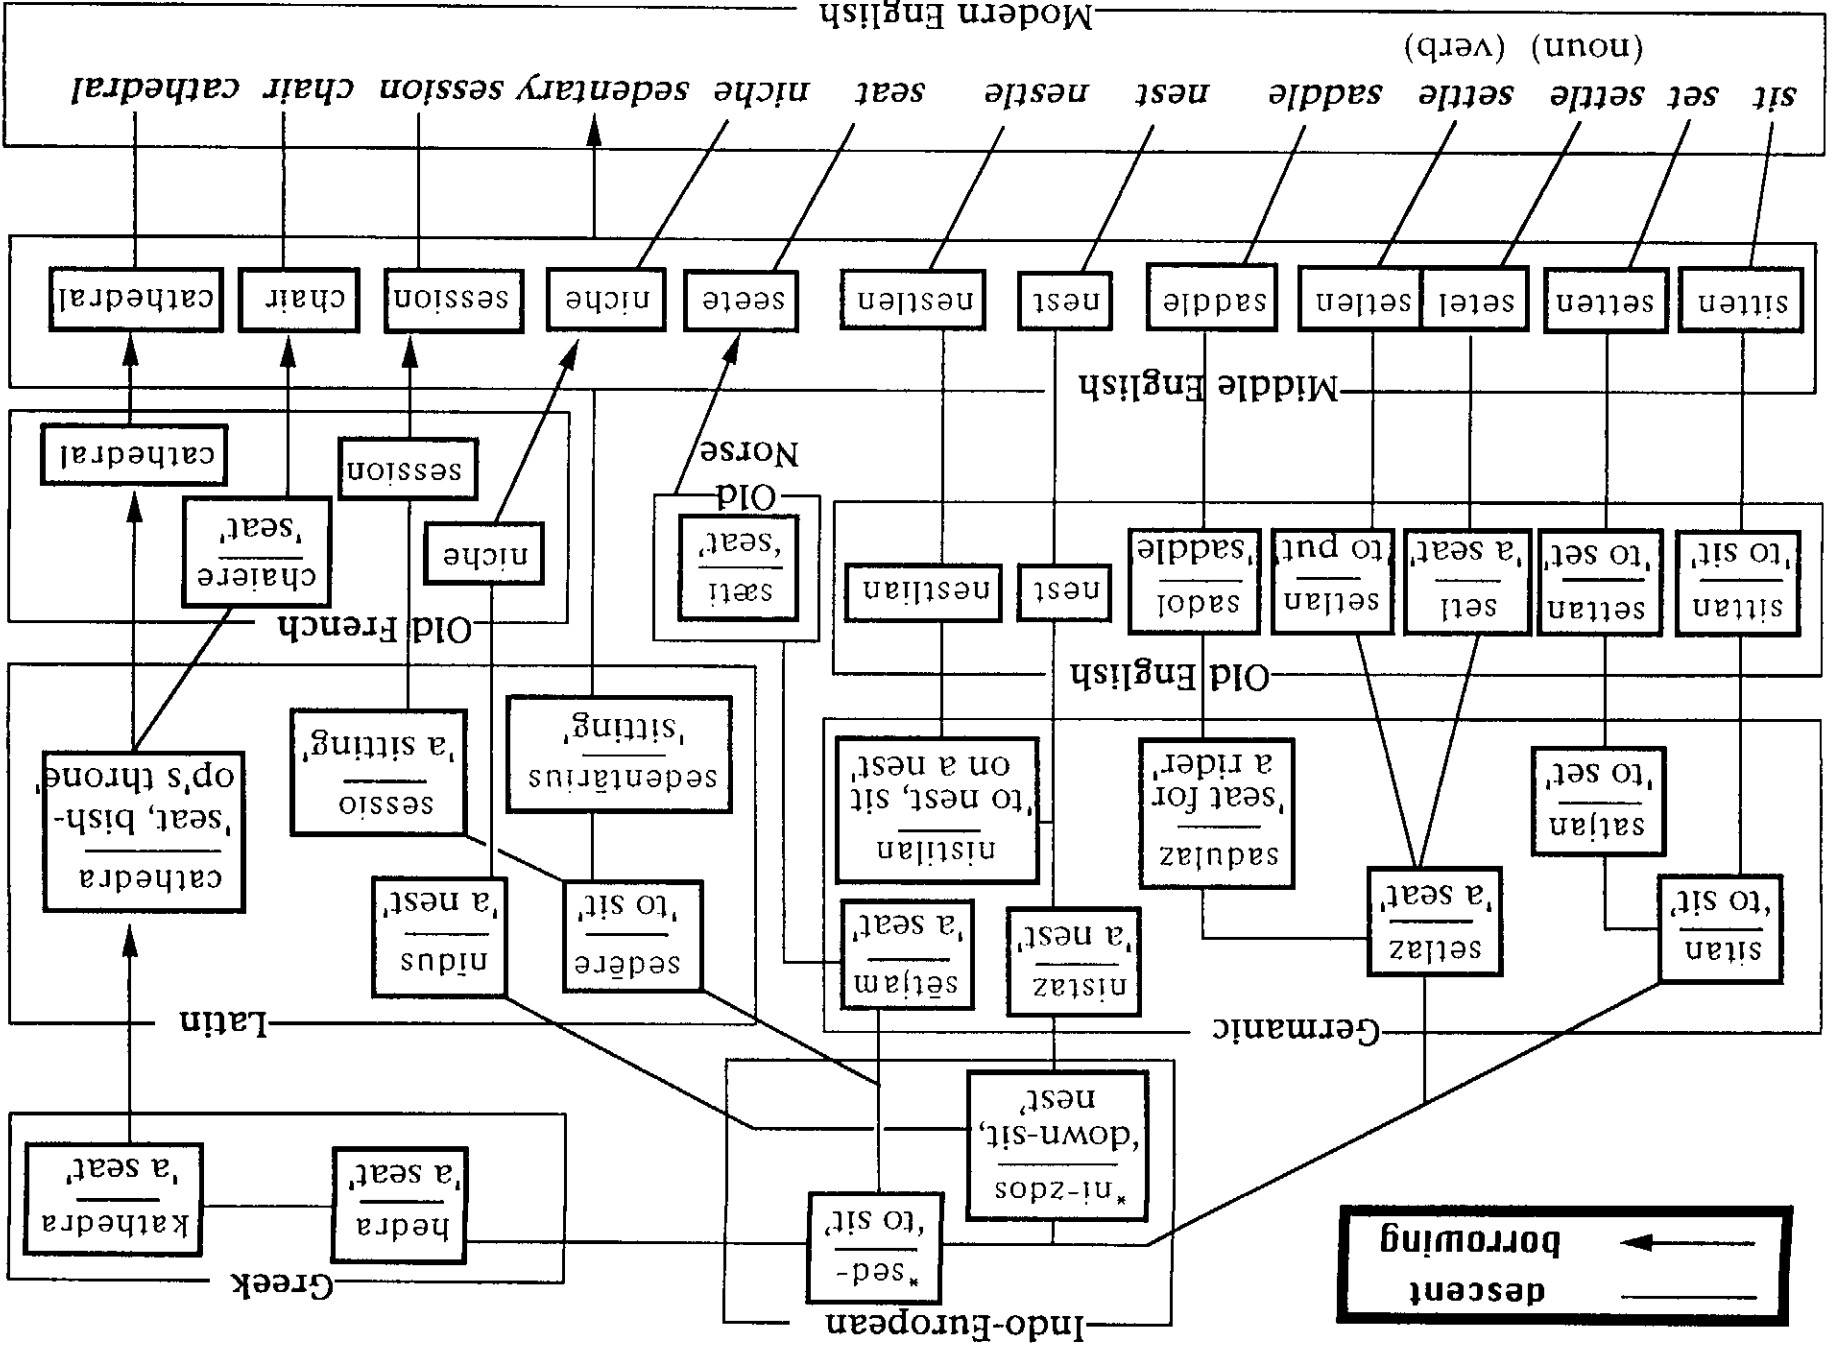 descent
borrowing
Indo-European
*sed-
'to sit'
*ni-zdos
'down-sit,
nest'
Greek
hedra
'a seat'
kathedra
'a seat'
Germanic
sitan
'to sit'
satjan
'to set'
setlaz
'a seat'
sadulaz
'seat for
a rider'
nistaz
'a nest'
sētjam
'a seat'
nistilan
'to nest, sit
on a nest'
Latin
sedēre
'to sit'
nīdus
'a nest'
sedentārius
'sitting'
sessio
'a sitting'
cathedra
'seat, bish-
op's throne'
Old English
sittan
'to sit'
settan
'to set'
setl
'a seat'
setlan
'to put'
sadol
'saddle'
nest
nestlian
Old
Norse
sæti
'seat'
Old French
niche
chaiere
'seat'
session
cathedral
Middle English
sitten
setten
setel
setlen
saddle
nest
nestlen
seete
niche
session
chair
cathedral
sit set settle settle saddle nest nestle seat niche sedentary session chair cathedral
(noun) (verb)
Modern English